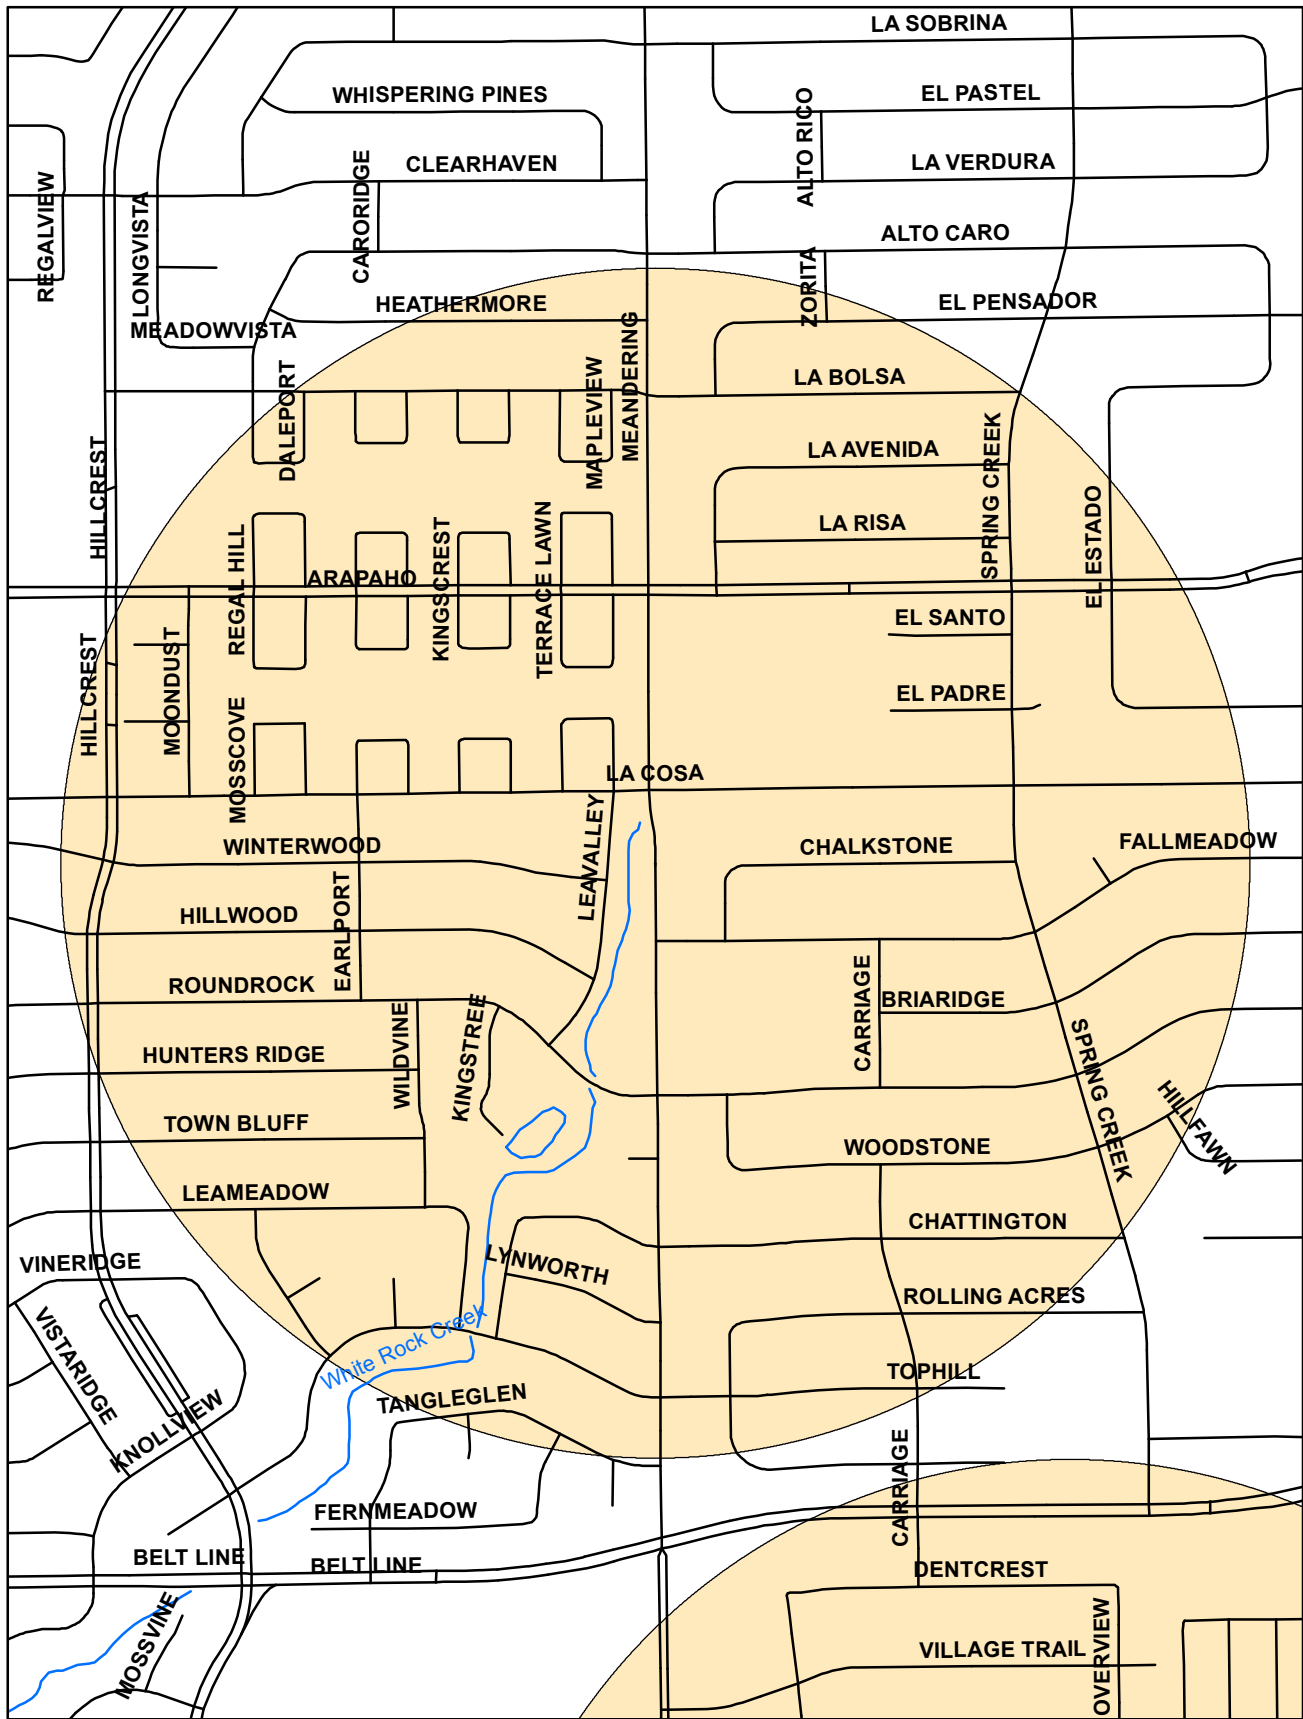 LA SOBRINA
WHISPERING PINES
EL PASTEL
ALTO RICO
CLEARHAVEN
LA VERDURA
REGALVIEW
LONGVISTA
CARORIDGE
ALTO CARO
ZORITA
HEATHERMORE
EL PENSADOR
MEADOWVISTA
MEANDERING
DALEPORT
MAPLEVIEW
LA BOLSA
HILLCREST
LA AVENIDA
SPRING CREEK
LA RISA
EL ESTADO
REGAL HILL
ARAPAHO
KINGSCREST
TERRACE LAWN
EL SANTO
HILLCREST
MOONDUST
EL PADRE
MOSSCOVE
LA COSA
WINTERWOOD
LEAVALLEY
CHALKSTONE
FALLMEADOW
HILLWOOD
EARLPORT
ROUNDROCK
CARRIAGE
BRIARIDGE
WILDVINE
KINGSTREE
HUNTERS RIDGE
SPRING CREEK
TOWN BLUFF
HILLFAWN
WOODSTONE
LEAMEADOW
CHATTINGTON
VINERIDGE
LYNWORTH
ROLLING ACRES
VISTARIDGE
White Rock Creek
TOPHILL
TANGLEGLEN
KNOLLVIEW
CARRIAGE
FERNMEADOW
BELT LINE
BELT LINE
DENTCREST
MOSSVINE
OVERVIEW
VILLAGE TRAIL